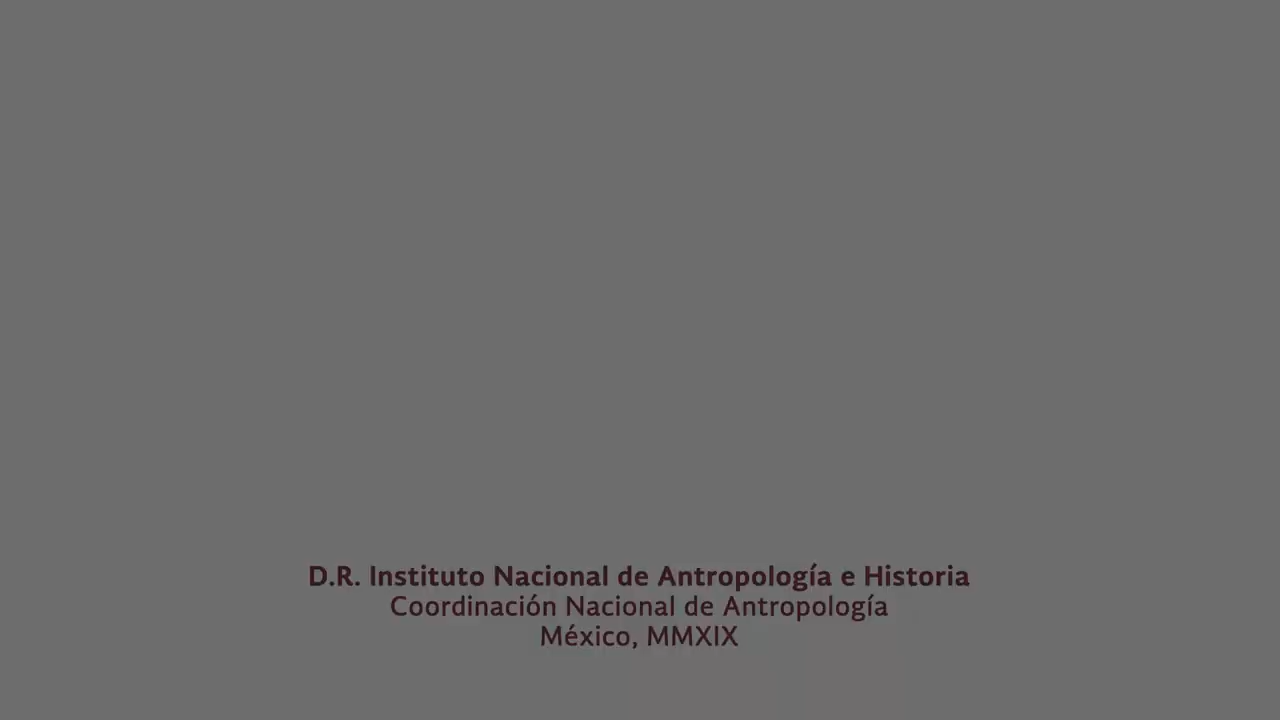 D.R. Instituto Nacional de Antropología e Historia
Coordinación Nacional de Antropología
México, MMXIX